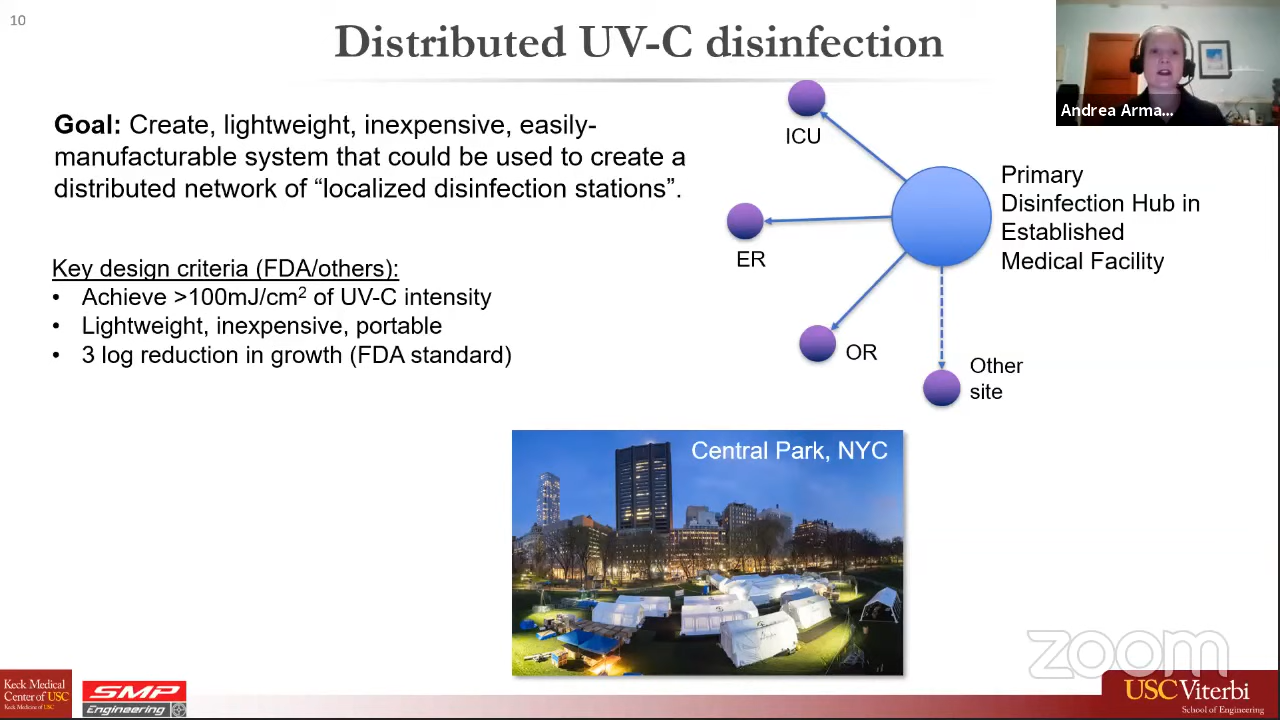 10
Distributed UV-C disinfection
Andrea Arma...
Goal: Create, lightweight, inexpensive, easily-
manufacturable system that could be used to create a
distributed network of “localized disinfection stations”.
Key design criteria (FDA/others):
• Achieve >100mJ/cm² of UV-C intensity
• Lightweight, inexpensive, portable
• 3 log reduction in growth (FDA standard)
ICU
ER
OR
Other
site
Primary
Disinfection Hub in
Established
Medical Facility
Central Park, NYC
zoom
Keck Medical
Center of USC
Keck Medicine of USC
SMP
Engineering
USC Viterbi
School of Engineering